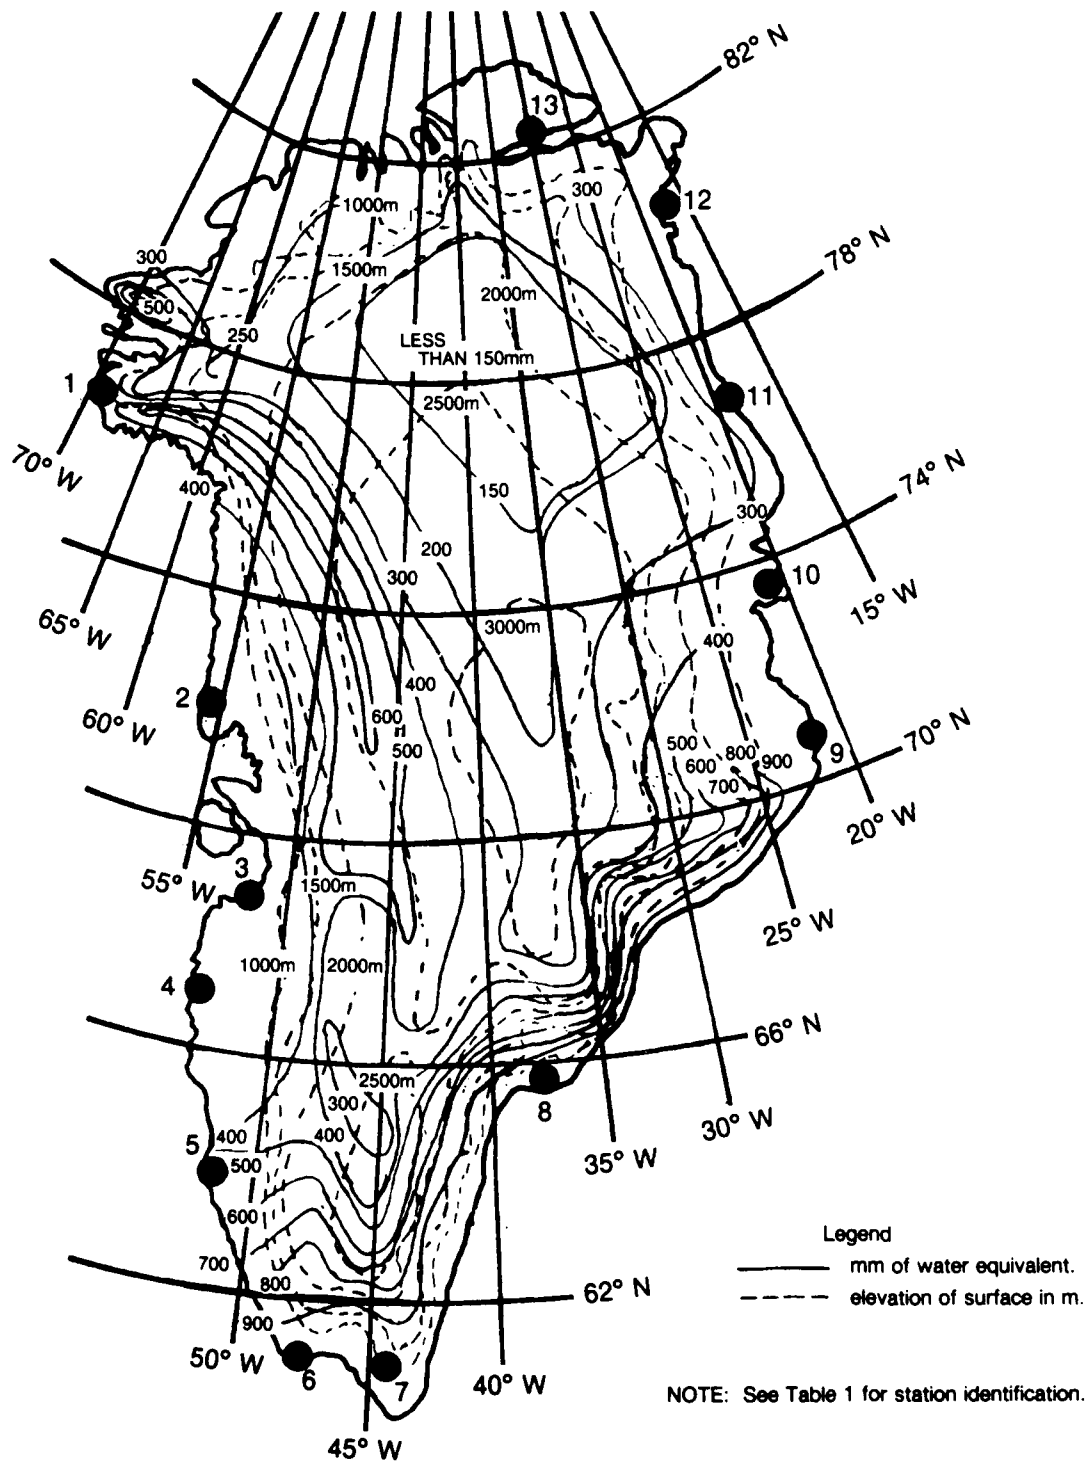 82° N
13
300
12
1000m
78° N
300
1500m
2000m
500
250
LESS
THAN 150mm
1
2500m
11
70° W
74° N
400
150
300
200
300
10
15° W
65° W
3000m
400
400
2
600
60° W
500
500
800
70° N
600
900
9
700
20° W
3
55° W
1500m
25° W
1000m
2000m
4
66° N
2500m
300
8
30° W
400
400
5
500
35° W
600
Legend
700
mm of water equivalent.
800
62° N
elevation of surface in m.
900
50° W
6
7
40° W
NOTE: See Table 1 for station identification.
45° W